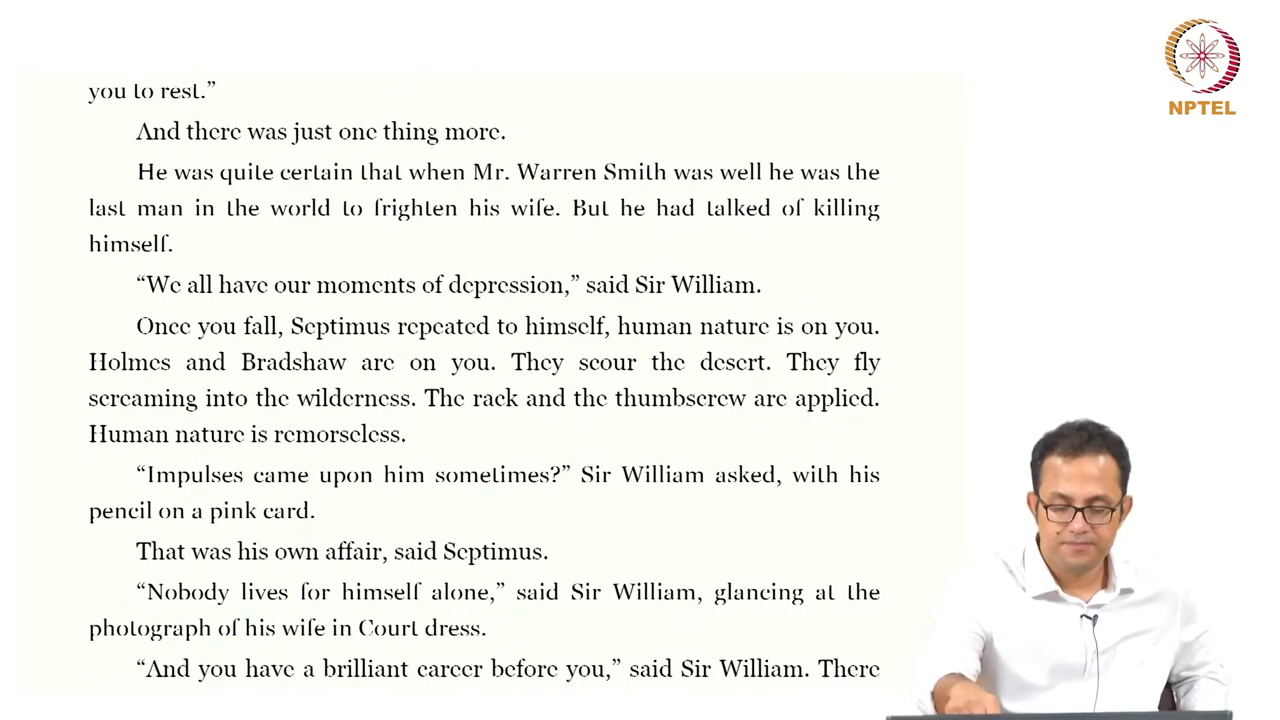 you to rest.”
And there was just one thing more.
He was quite certain that when Mr. Warren Smith was well he was the
last man in the world to frighten his wife. But he had talked of killing
himself.
“We all have our moments of depression,” said Sir William.
Once you fall, Septimus repeated to himself, human nature is on you.
Holmes and Bradshaw are on you. They scour the desert. They fly
screaming into the wilderness. The rack and the thumbscrew are applied.
Human nature is remorseless.
“Impulses came upon him sometimes?” Sir William asked, with his
pencil on a pink card.
That was his own affair, said Septimus.
“Nobody lives for himself alone,” said Sir William, glancing at the
photograph of his wife in Court dress.
“And you have a brilliant career before you,” said Sir William. There
NPTEL